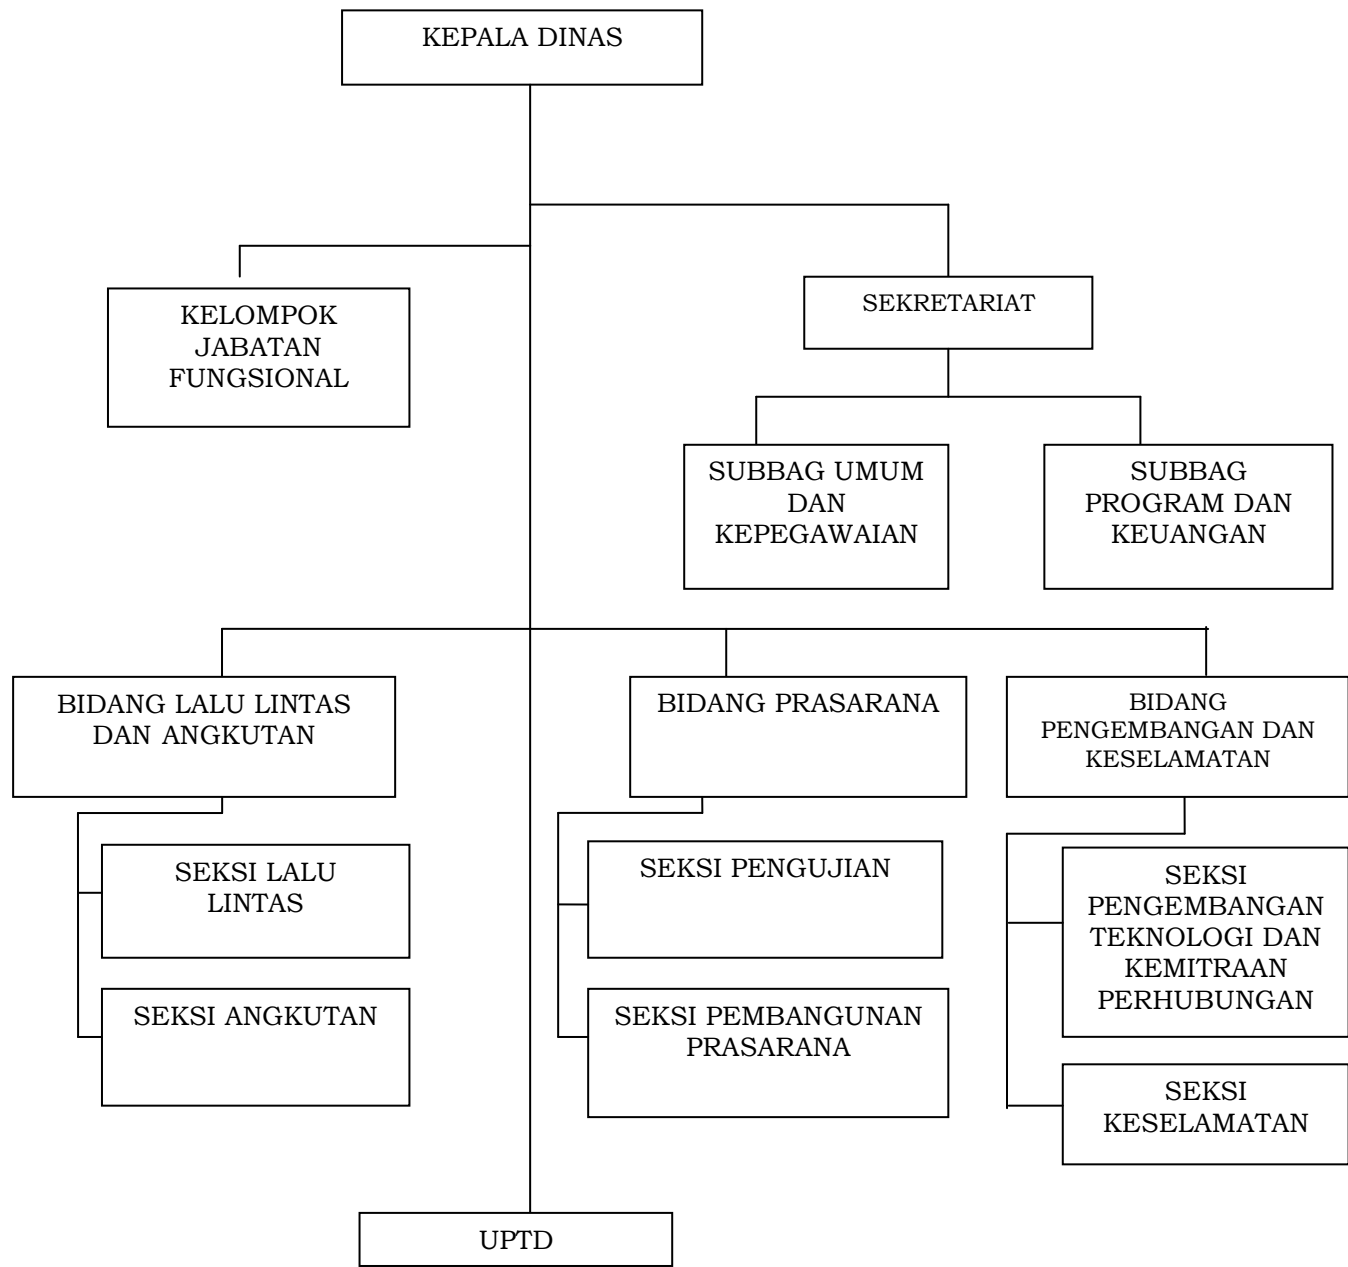 KEPALA DINAS
KELOMPOK
JABATAN
FUNGSIONAL
SEKRETARIAT
SUBBAG UMUM
DAN
KEPEGAWAIAN
SUBBAG
PROGRAM DAN
KEUANGAN
BIDANG LALU LINTAS
DAN ANGKUTAN
BIDANG PRASARANA
BIDANG
PENGEMBANGAN DAN
KESELAMATAN
SEKSI LALU
LINTAS
SEKSI ANGKUTAN
SEKSI PENGUJIAN
SEKSI PEMBANGUNAN
PRASARANA
SEKSI
PENGEMBANGAN
TEKNOLOGI DAN
KEMITRAAN
PERHUBUNGAN
SEKSI
KESELAMATAN
UPTD